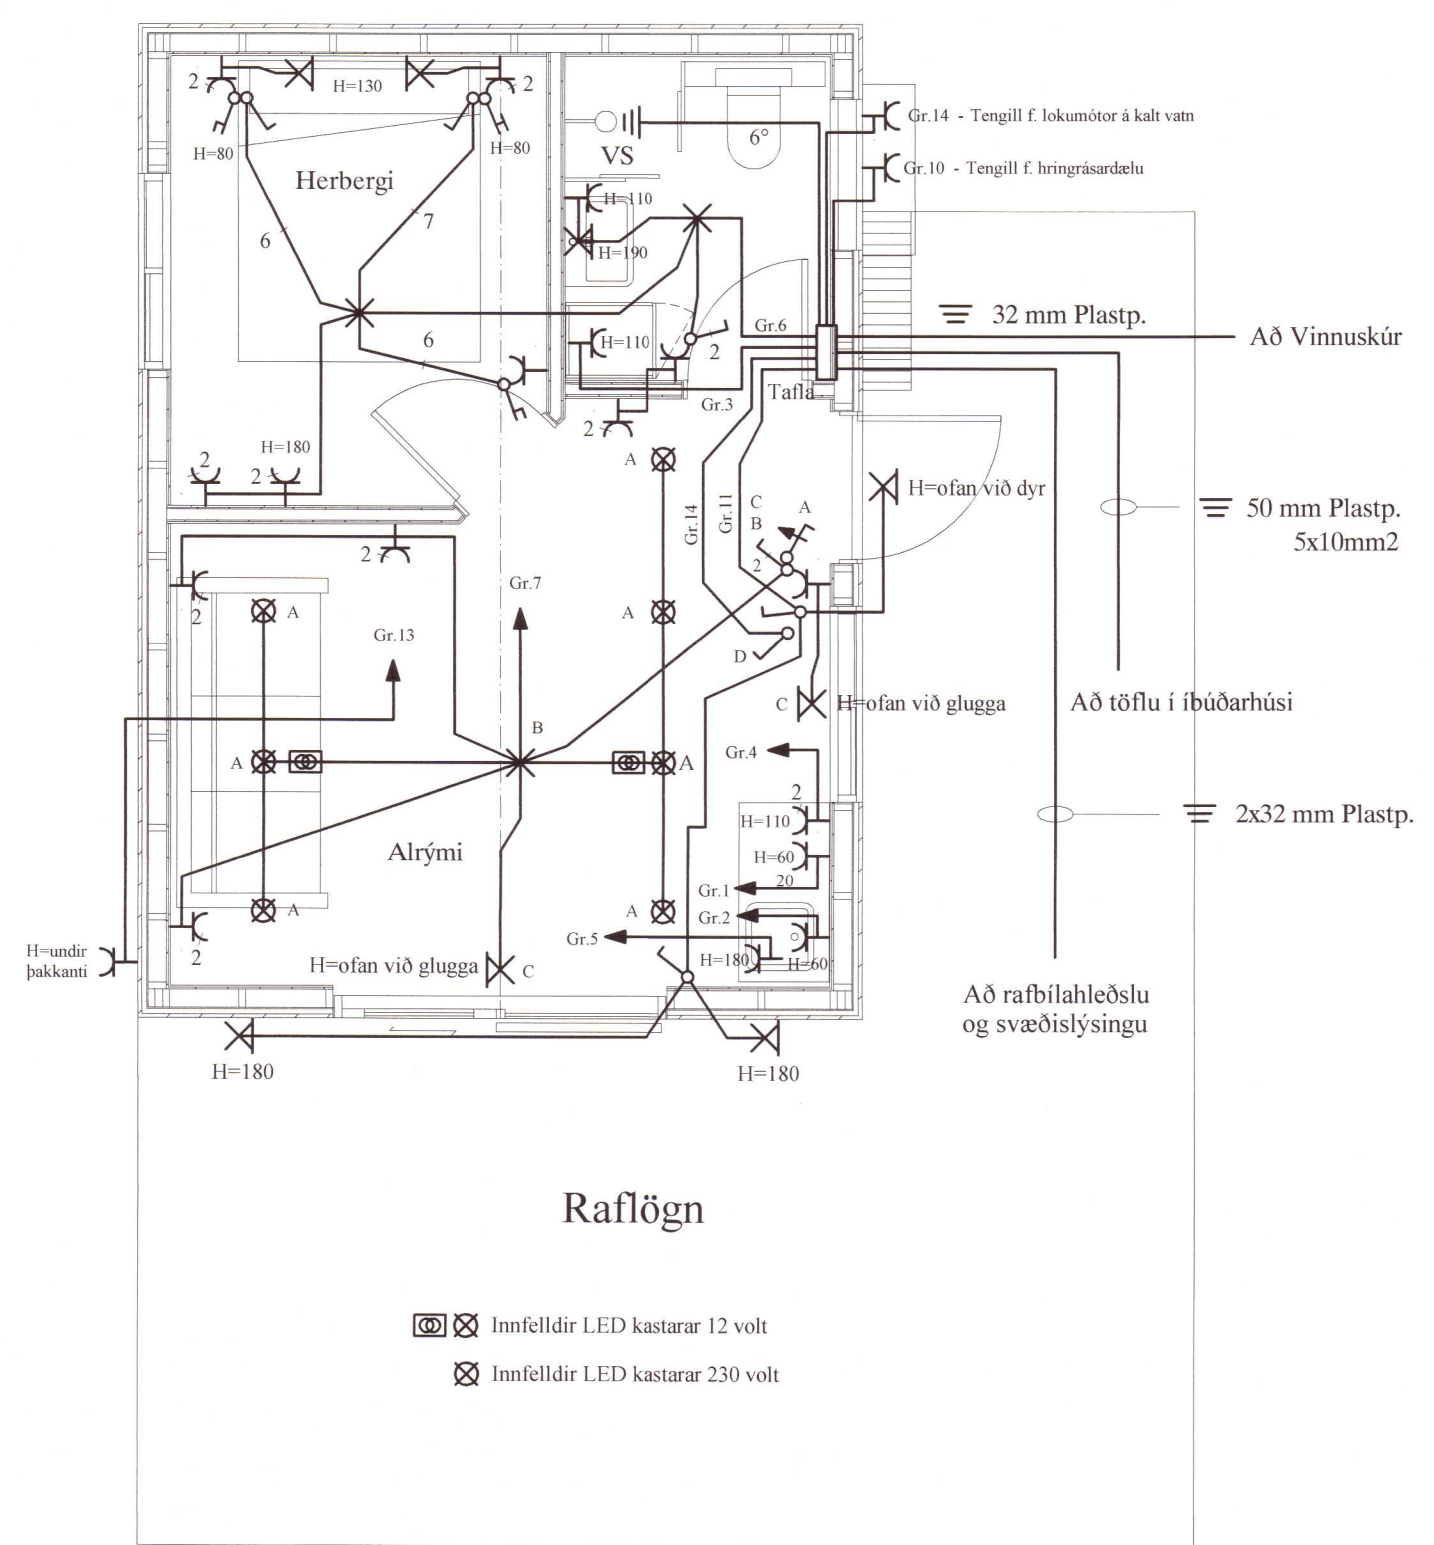 2
H=130
2
H=80
H=80
Herbergi
6
7
6
VS
6°
Gr.14 - Tengill f. lokumótor á kalt vatn
Gr.10 - Tengill f. hringrásardælu
H=110
H=190
H=110
2
Gr.6
Tafla
Gr.3
2
32 mm Plastp.
Að Vinnuskúr
H=180
2
2
A
H=ofan við dyr
50 mm Plastp.
5x10mm2
Gr.14
Gr.11
C
B
A
2
2
2
Gr.7
A
A
Gr.13
D
C
H=ofan við glugga
Að töflu í íbúðarhúsi
B
A
A
Gr.4
2
H=110
H=60
20
Gr.1
Gr.2
2x32 mm Plastp.
Alrými
A
A
2
Gr.5
H=180
H=60
H=undir
þakkanti
H=ofan við glugga
C
Að rafbílahleðslu
og svæðislýsingu
H=180
H=180
Raflögn
Innfelldir LED kastarar 12 volt
Innfelldir LED kastarar 230 volt